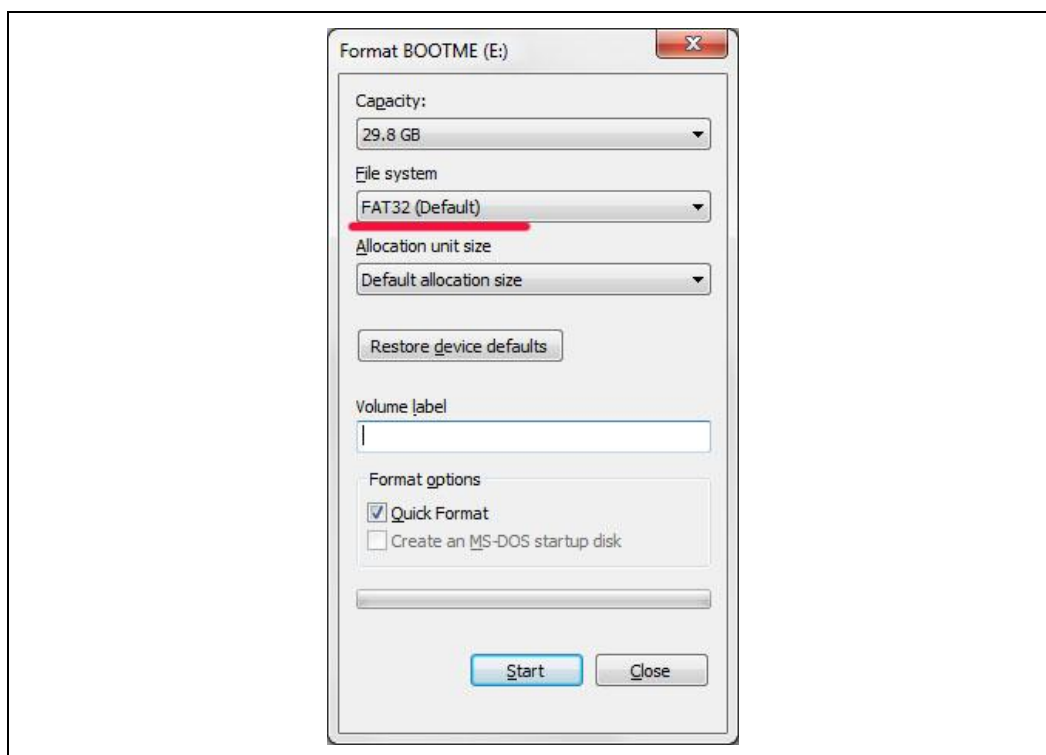 Format BOOTME (E:)
Capacity:
29.8 GB
File system
FAT32 (Default)
Allocation unit size
Default allocation size
Restore device defaults
Volume label
Format options
Quick Format
Create an MS-DOS startup disk
Start Close